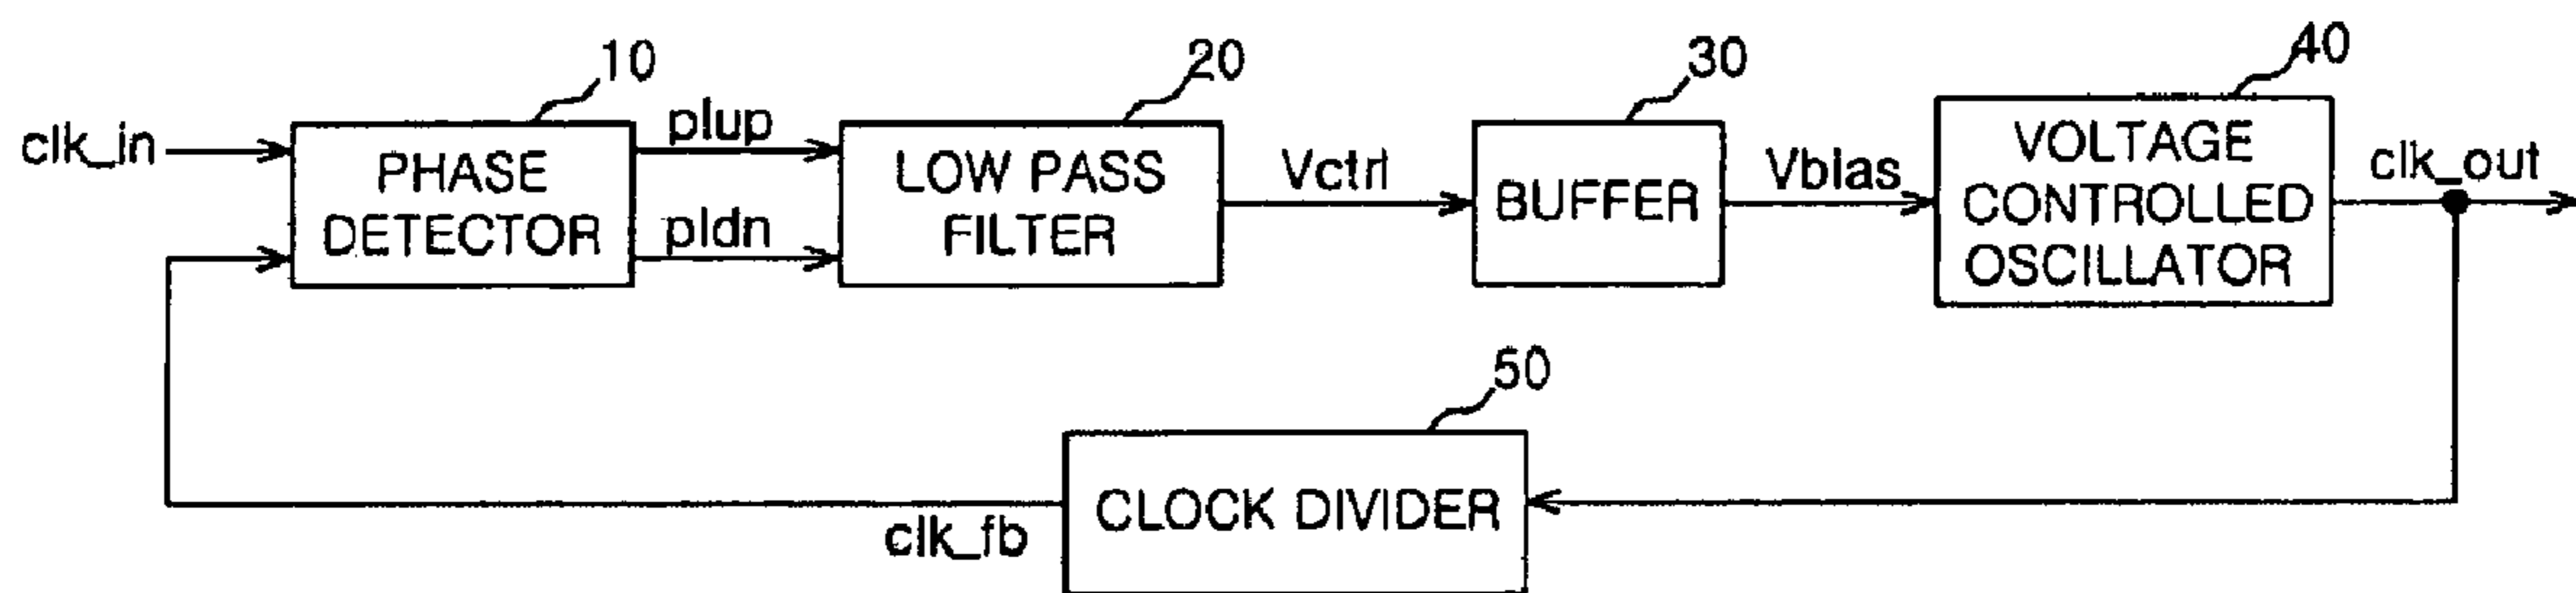 10
20
30
40
clk_in
PHASE
DETECTOR
plup
pldn
LOW PASS
FILTER
Vctrl
BUFFER
Vbias
VOLTAGE
CONTROLLED
OSCILLATOR
clk_out
50
CLOCK DIVIDER
clk_fb